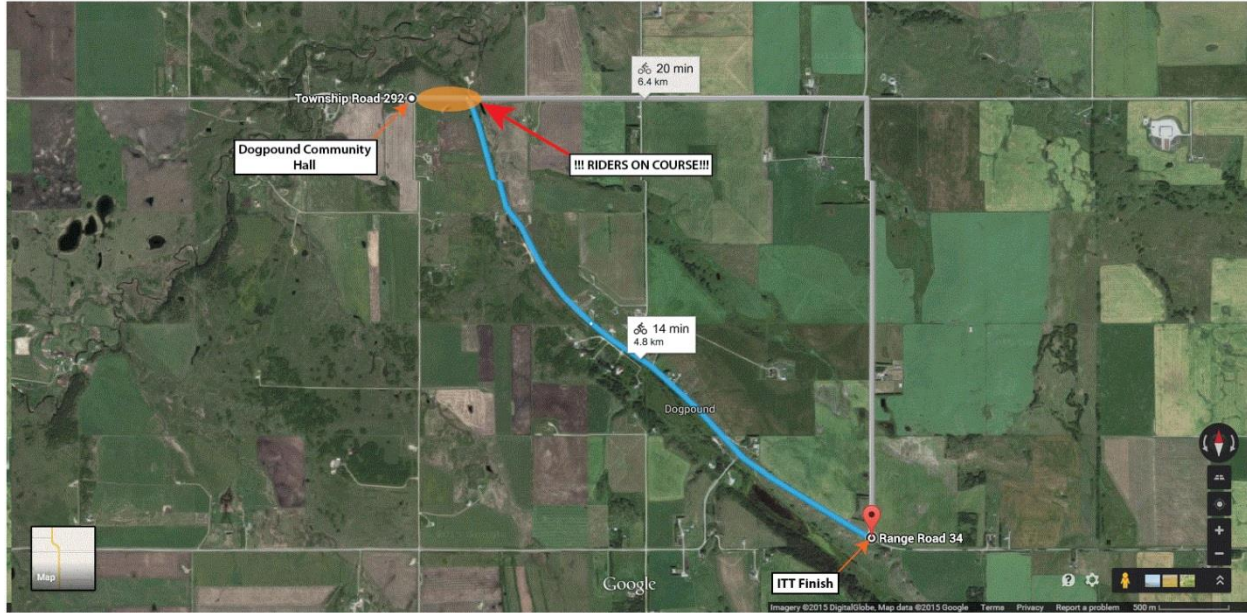 20 min
6.4 km
Township Road 292
Dogpound Community
Hall
!!! RIDERS ON COURSE!!!
14 min
4.8 km
Dogpound
Range Road 34
ITT Finish
Map
Google
Imagery ©2015 DigitalGlobe, Map data ©2015 Google Terms Privacy Report a problem 500 m